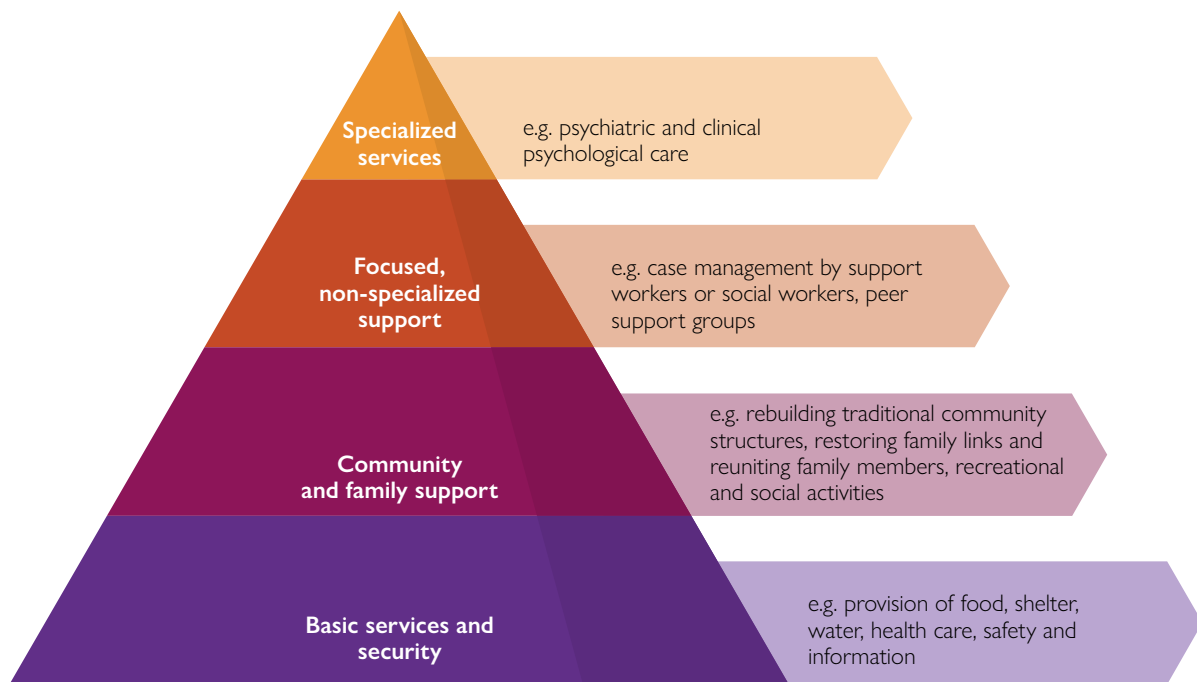 Specialized
services
e.g. psychiatric and clinical
psychological care
Focused,
non-specialized
support
e.g. case management by support
workers or social workers, peer
support groups
Community
and family support
e.g. rebuilding traditional community
structures, restoring family links and
reuniting family members, recreational
and social activities
Basic services and
security
e.g. provision of food, shelter,
water, health care, safety and
information